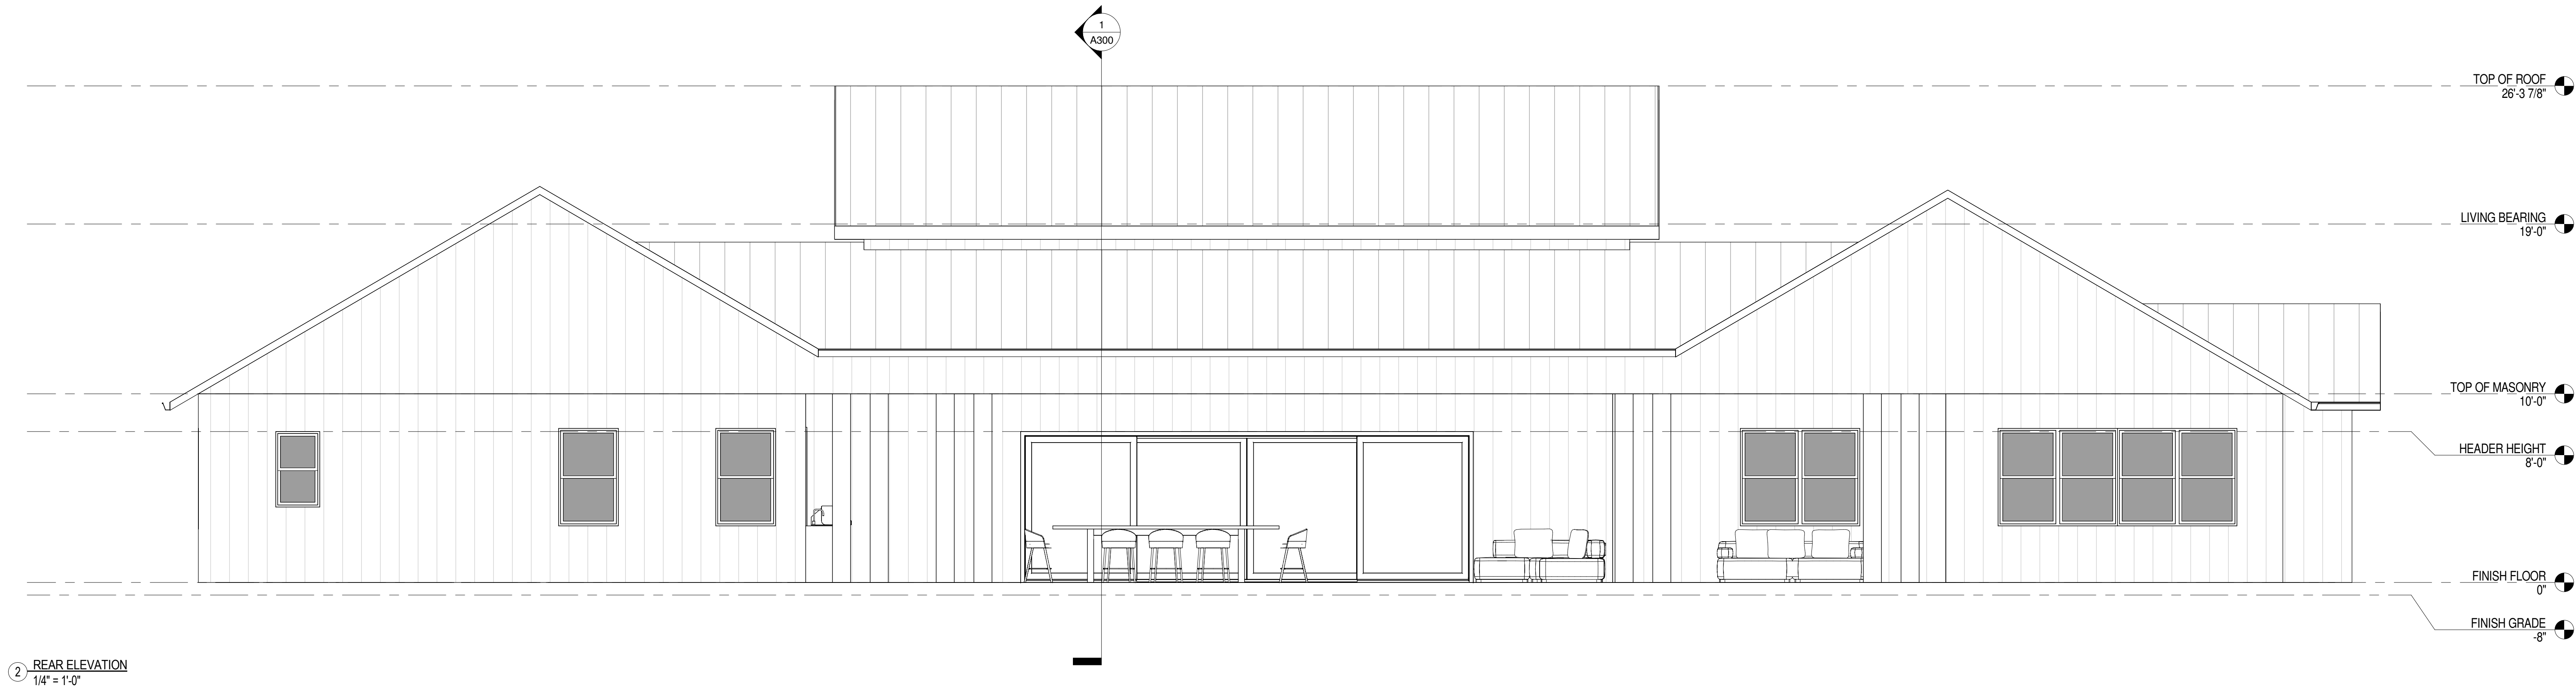 1
A300
TOP OF ROOF
26'-3 7/8"
LIVING BEARING
19'-0"
TOP OF MASONRY
10'-0"
HEADER HEIGHT
8'-0"
FINISH FLOOR
0"
FINISH GRADE
-8"
2
REAR ELEVATION
1/4" = 1'-0"